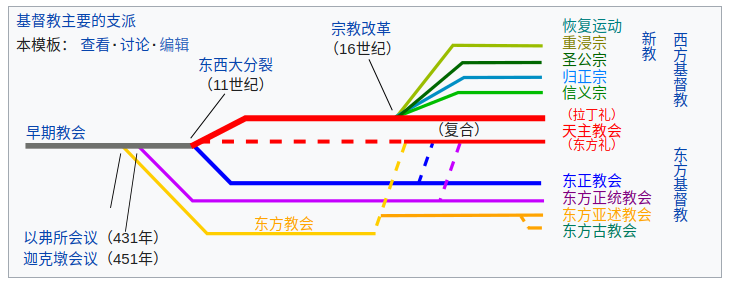 基督教主要的支派
本模板： 查看·讨论·编辑
宗教改革
（16世纪）
东西大分裂
（11世纪）
早期教会
以弗所会议（431年）
迦克墩会议（451年）
东方教会
（复合）
恢复运动
重浸宗
圣公宗
归正宗
信义宗
（拉丁礼）
天主教会
（东方礼）
东正教会
东方正统教会
东方亚述教会
东方古教会
新教
西方基督教
东方基督教